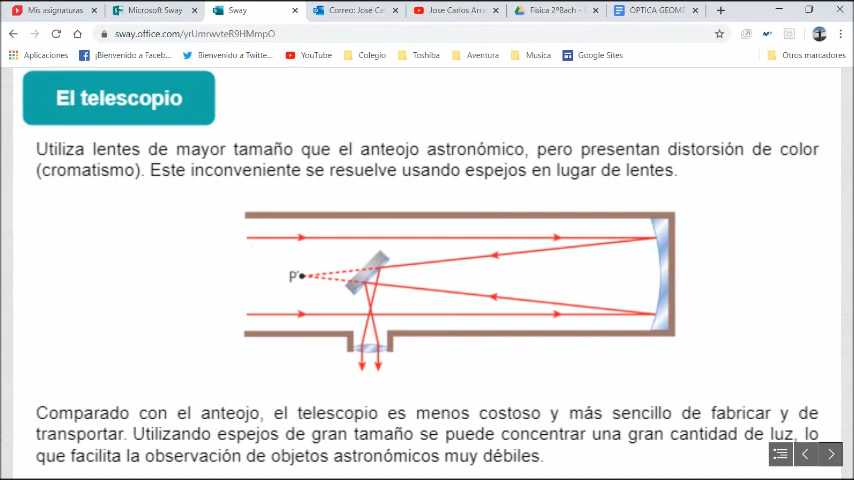 Mis asignaturas
Microsoft Sway
Sway
Correo: José Ca
Jose Carlos Arra
Física 2ºBach -
ÓPTICA GEOMÉ
sway.office.com/yrUmrwvteR9HMmpO
Aplicaciones
¡Bienvenido a Faceb...
Bienvenido a Twitte...
YouTube
Colegio
Toshiba
Aventura
Musica
Google Sites
Otros marcadores
El telescopio
Utiliza lentes de mayor tamaño que el anteojo astronómico, pero presentan distorsión de color
(cromatismo). Este inconveniente se resuelve usando espejos en lugar de lentes.
P'
Comparado con el anteojo, el telescopio es menos costoso y más sencillo de fabricar y de
transportar. Utilizando espejos de gran tamaño se puede concentrar una gran cantidad de luz, lo
que facilita la observación de objetos astronómicos muy débiles.